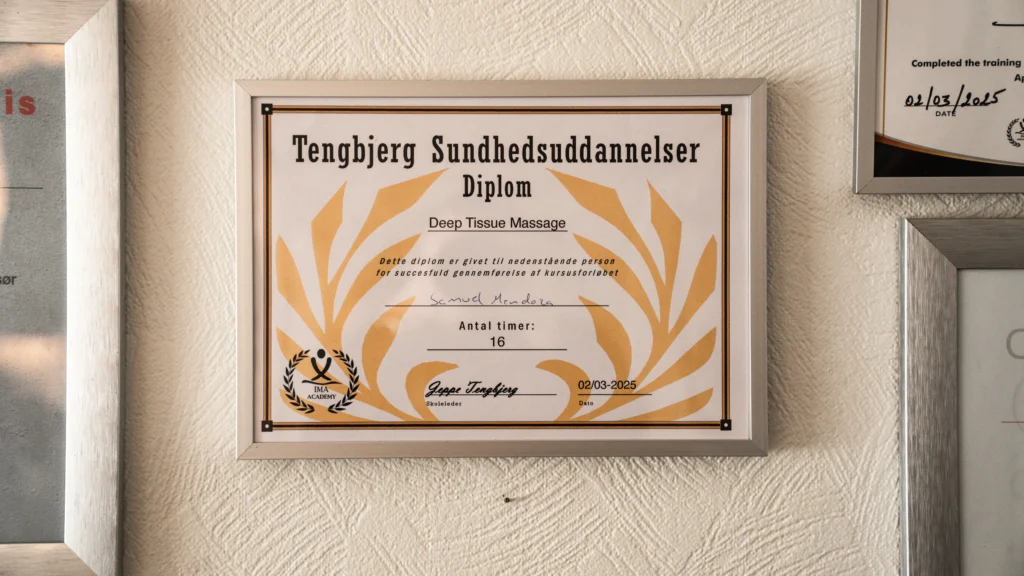 is
ør
Tengbjerg Sundhedsuddannelser
Diplom
Deep Tissue Massage
Dette diplom er givet til nedenstående person
for succesfuld gennemførelse af kursusforløbet
Samuel Mendoza
Antal timer:
16
IMA
ACADEMY
Jeppe Tengbjerg
Skoleleder
02/03-2025
Dato
Completed the training
Ap
02/03/2025
DATE